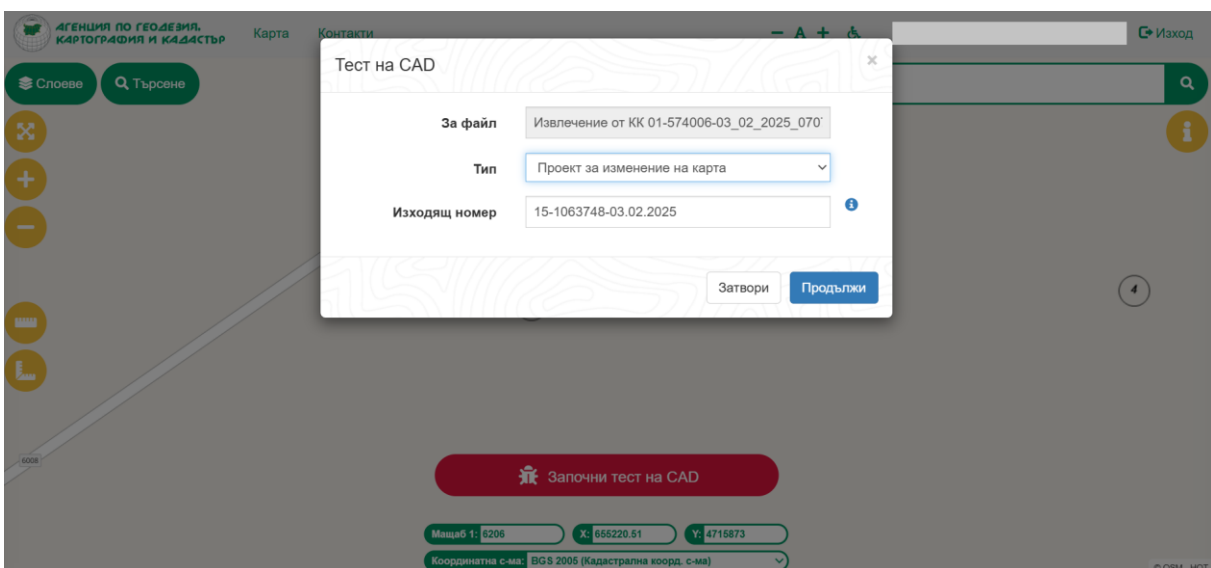 АГЕНЦИЯ ПО ГЕОДЕЗИЯ,
КАРТОГРАФИЯ И КАДАСТЪР
Карта
Контакти
− A +
Изход
Слоеве
Търсене
Тест на CAD
×
За файл
Извлечение от КК 01-574006-03_02_2025_070
Тип
Проект за изменение на карта
Изходящ номер
15-1063748-03.02.2025
Затвори
Продължи
4
6008
Започни тест на CAD
Мащаб 1: 6206
X: 655220.51
Y: 4715873
Координатна с-ма: BGS 2005 (Кадастрална коорд. с-ма)